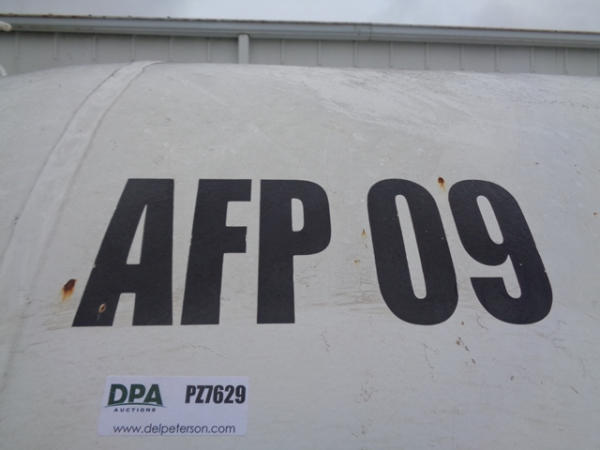 AFP 09
DPA PZ7629
AUCTIONS
www.delpeterson.com